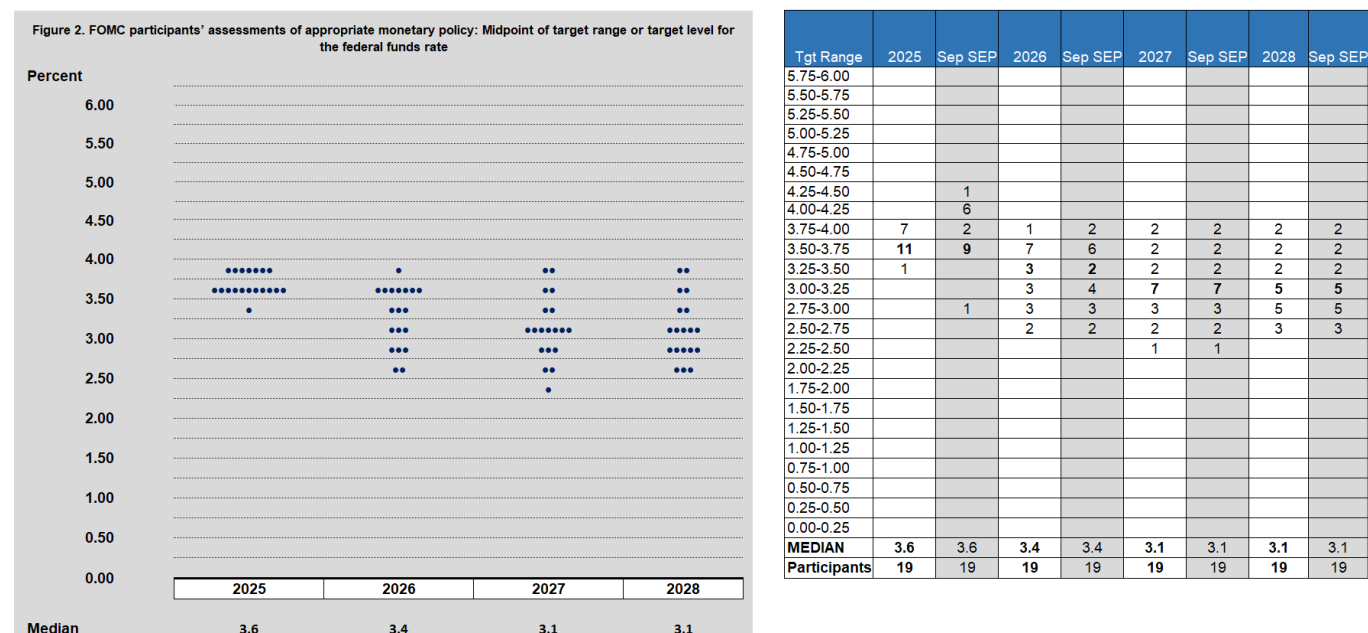 Figure 2. FOMC participants' assessments of appropriate monetary policy: Midpoint of target range or target level for
the federal funds rate
Percent
6.00
5.50
5.00
4.50
4.00
3.50
3.00
2.50
2.00
1.50
1.00
0.50
0.00
2025 2026 2027 2028
Median 3.6 3.4 3.1 3.1
Tgt Range 2025 Sep SEP 2026 Sep SEP 2027 Sep SEP 2028 Sep SEP
5.75-6.00
5.50-5.75
5.25-5.50
5.00-5.25
4.75-5.00
4.50-4.75
4.25-4.50 1
4.00-4.25 6
3.75-4.00 7 2 1 2 2 2 2 2
3.50-3.75 11 9 7 6 2 2 2 2
3.25-3.50 1 3 2 2 2 2 2
3.00-3.25 3 4 7 7 5 5
2.75-3.00 1 3 3 3 3 5 5
2.50-2.75 2 2 2 2 3 3
2.25-2.50 1 1
2.00-2.25
1.75-2.00
1.50-1.75
1.25-1.50
1.00-1.25
0.75-1.00
0.50-0.75
0.25-0.50
0.00-0.25
MEDIAN 3.6 3.6 3.4 3.4 3.1 3.1 3.1 3.1
Participants 19 19 19 19 19 19 19 19